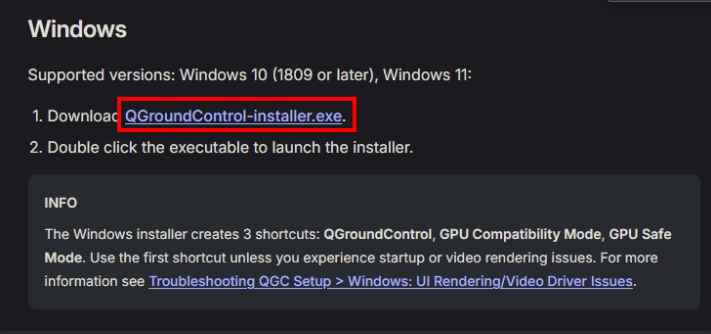 Windows
Supported versions: Windows 10 (1809 or later), Windows 11:
1. Download QGroundControl-installer.exe.
2. Double click the executable to launch the installer.
INFO
The Windows installer creates 3 shortcuts: QGroundControl, GPU Compatibility Mode, GPU Safe
Mode. Use the first shortcut unless you experience startup or video rendering issues. For more
information see Troubleshooting QGC Setup > Windows: UI Rendering/Video Driver Issues.